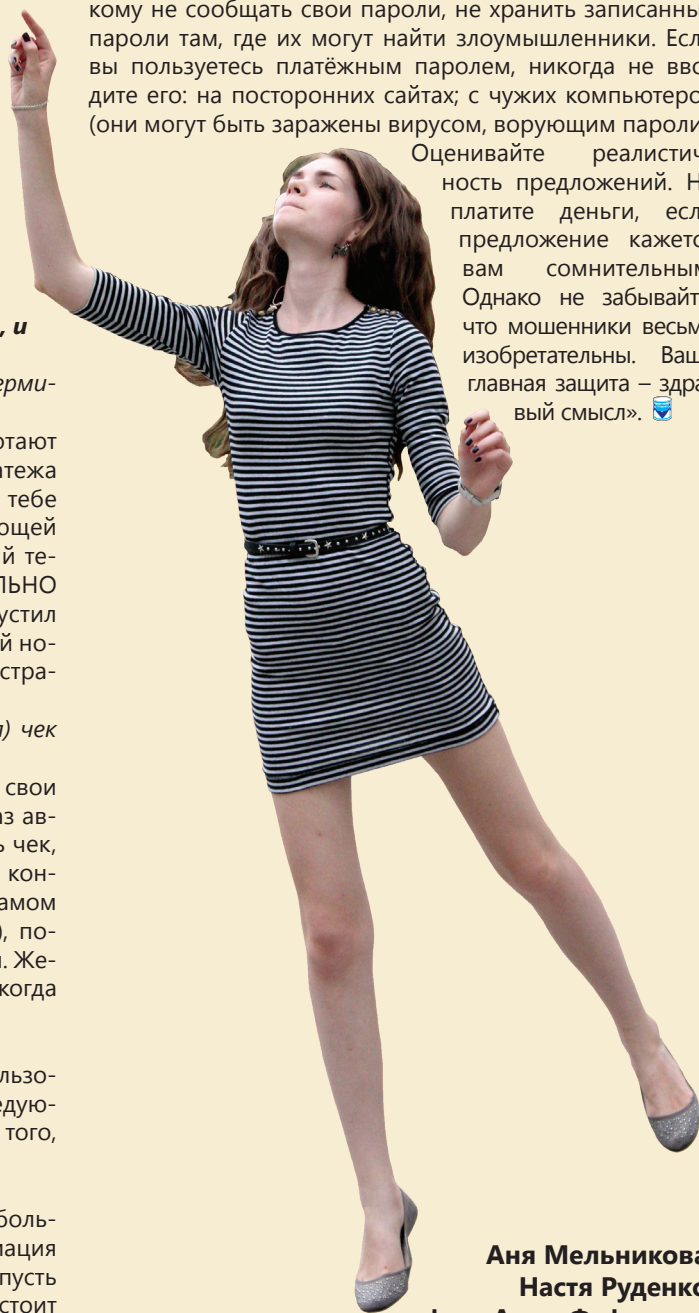 , и
ерми-
отают
атежа
тебе
ющей
й те-
ЛЬНО
устил
й но-
стра-
) чек
свои
аз ав-
ь чек,
кон-
амом
), по-
. Же-
когда
льзо-
едую-
того,
боль-
мация
пусть
стоит
кому не сообщать свои пароли, не хранить записанны
пароли там, где их могут найти злоумышленники. Есл
вы пользуетесь платёжным паролем, никогда не вво
дите его: на посторонних сайтах; с чужих компьютеро
(они могут быть заражены вирусом, ворующим пароли
Оценивайте реалистич
ность предложений. Н
платите деньги, есл
предложение кажетс
вам сомнительным
Однако не забывайт
что мошенники весьм
изобретательны. Ваш
главная защита – здра
вый смысл».
Аня Мельникова
Настя Руденко